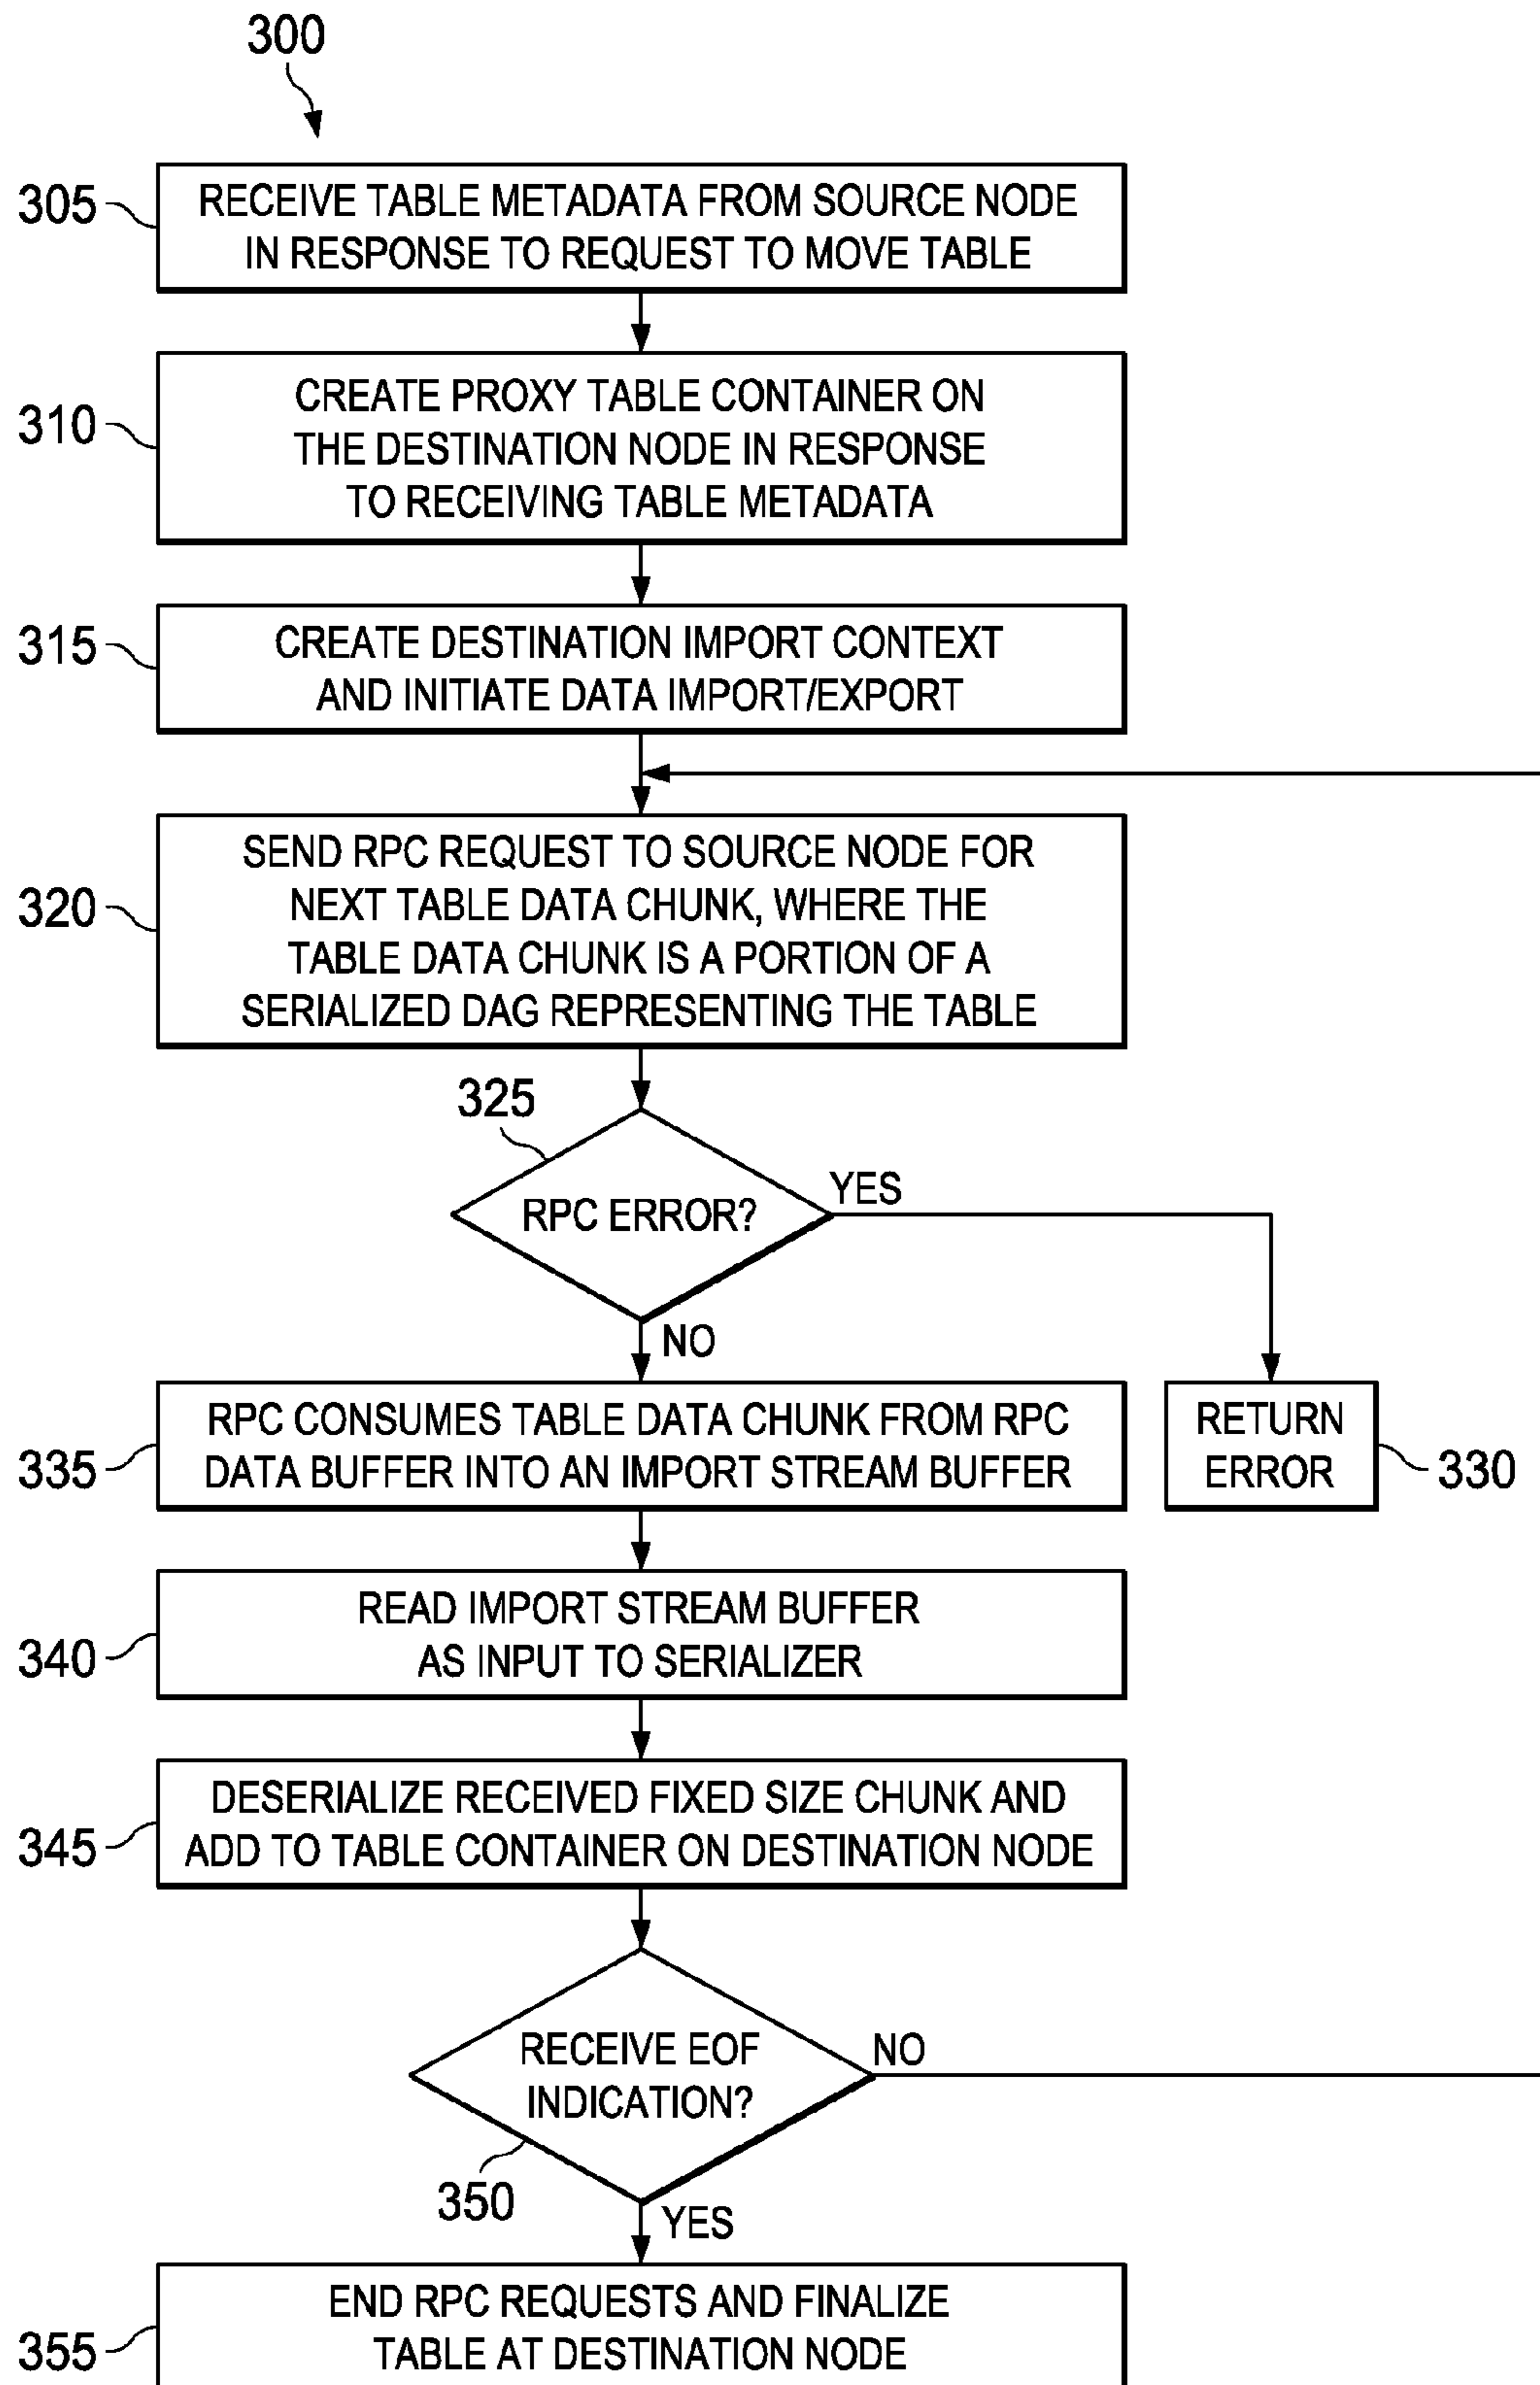 300
305
RECEIVE TABLE METADATA FROM SOURCE NODE
IN RESPONSE TO REQUEST TO MOVE TABLE
310
CREATE PROXY TABLE CONTAINER ON
THE DESTINATION NODE IN RESPONSE
TO RECEIVING TABLE METADATA
315
CREATE DESTINATION IMPORT CONTEXT
AND INITIATE DATA IMPORT/EXPORT
320
SEND RPC REQUEST TO SOURCE NODE FOR
NEXT TABLE DATA CHUNK, WHERE THE
TABLE DATA CHUNK IS A PORTION OF A
SERIALIZED DAG REPRESENTING THE TABLE
325
RPC ERROR?
YES
NO
335
RPC CONSUMES TABLE DATA CHUNK FROM RPC
DATA BUFFER INTO AN IMPORT STREAM BUFFER
RETURN
ERROR
330
340
READ IMPORT STREAM BUFFER
AS INPUT TO SERIALIZER
345
DESERIALIZE RECEIVED FIXED SIZE CHUNK AND
ADD TO TABLE CONTAINER ON DESTINATION NODE
RECEIVE EOF
INDICATION?
NO
350
YES
355
END RPC REQUESTS AND FINALIZE
TABLE AT DESTINATION NODE